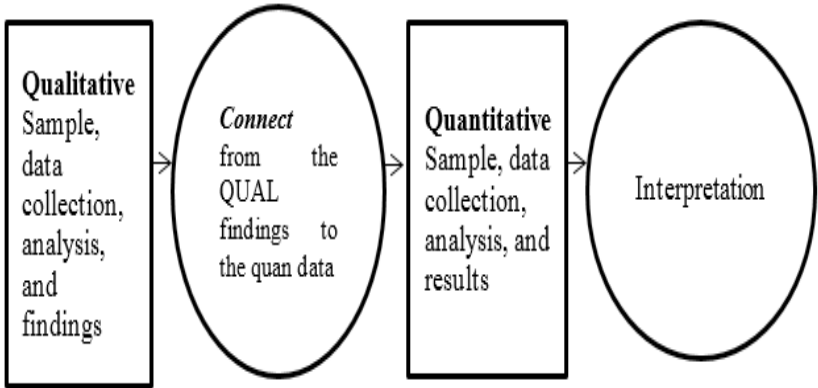 Qualitative
Sample,
data
collection,
analysis,
and
findings
Connect
from the
QUAL
findings to
the quan data
Quantitative
Sample, data
collection,
analysis, and
results
Interpretation